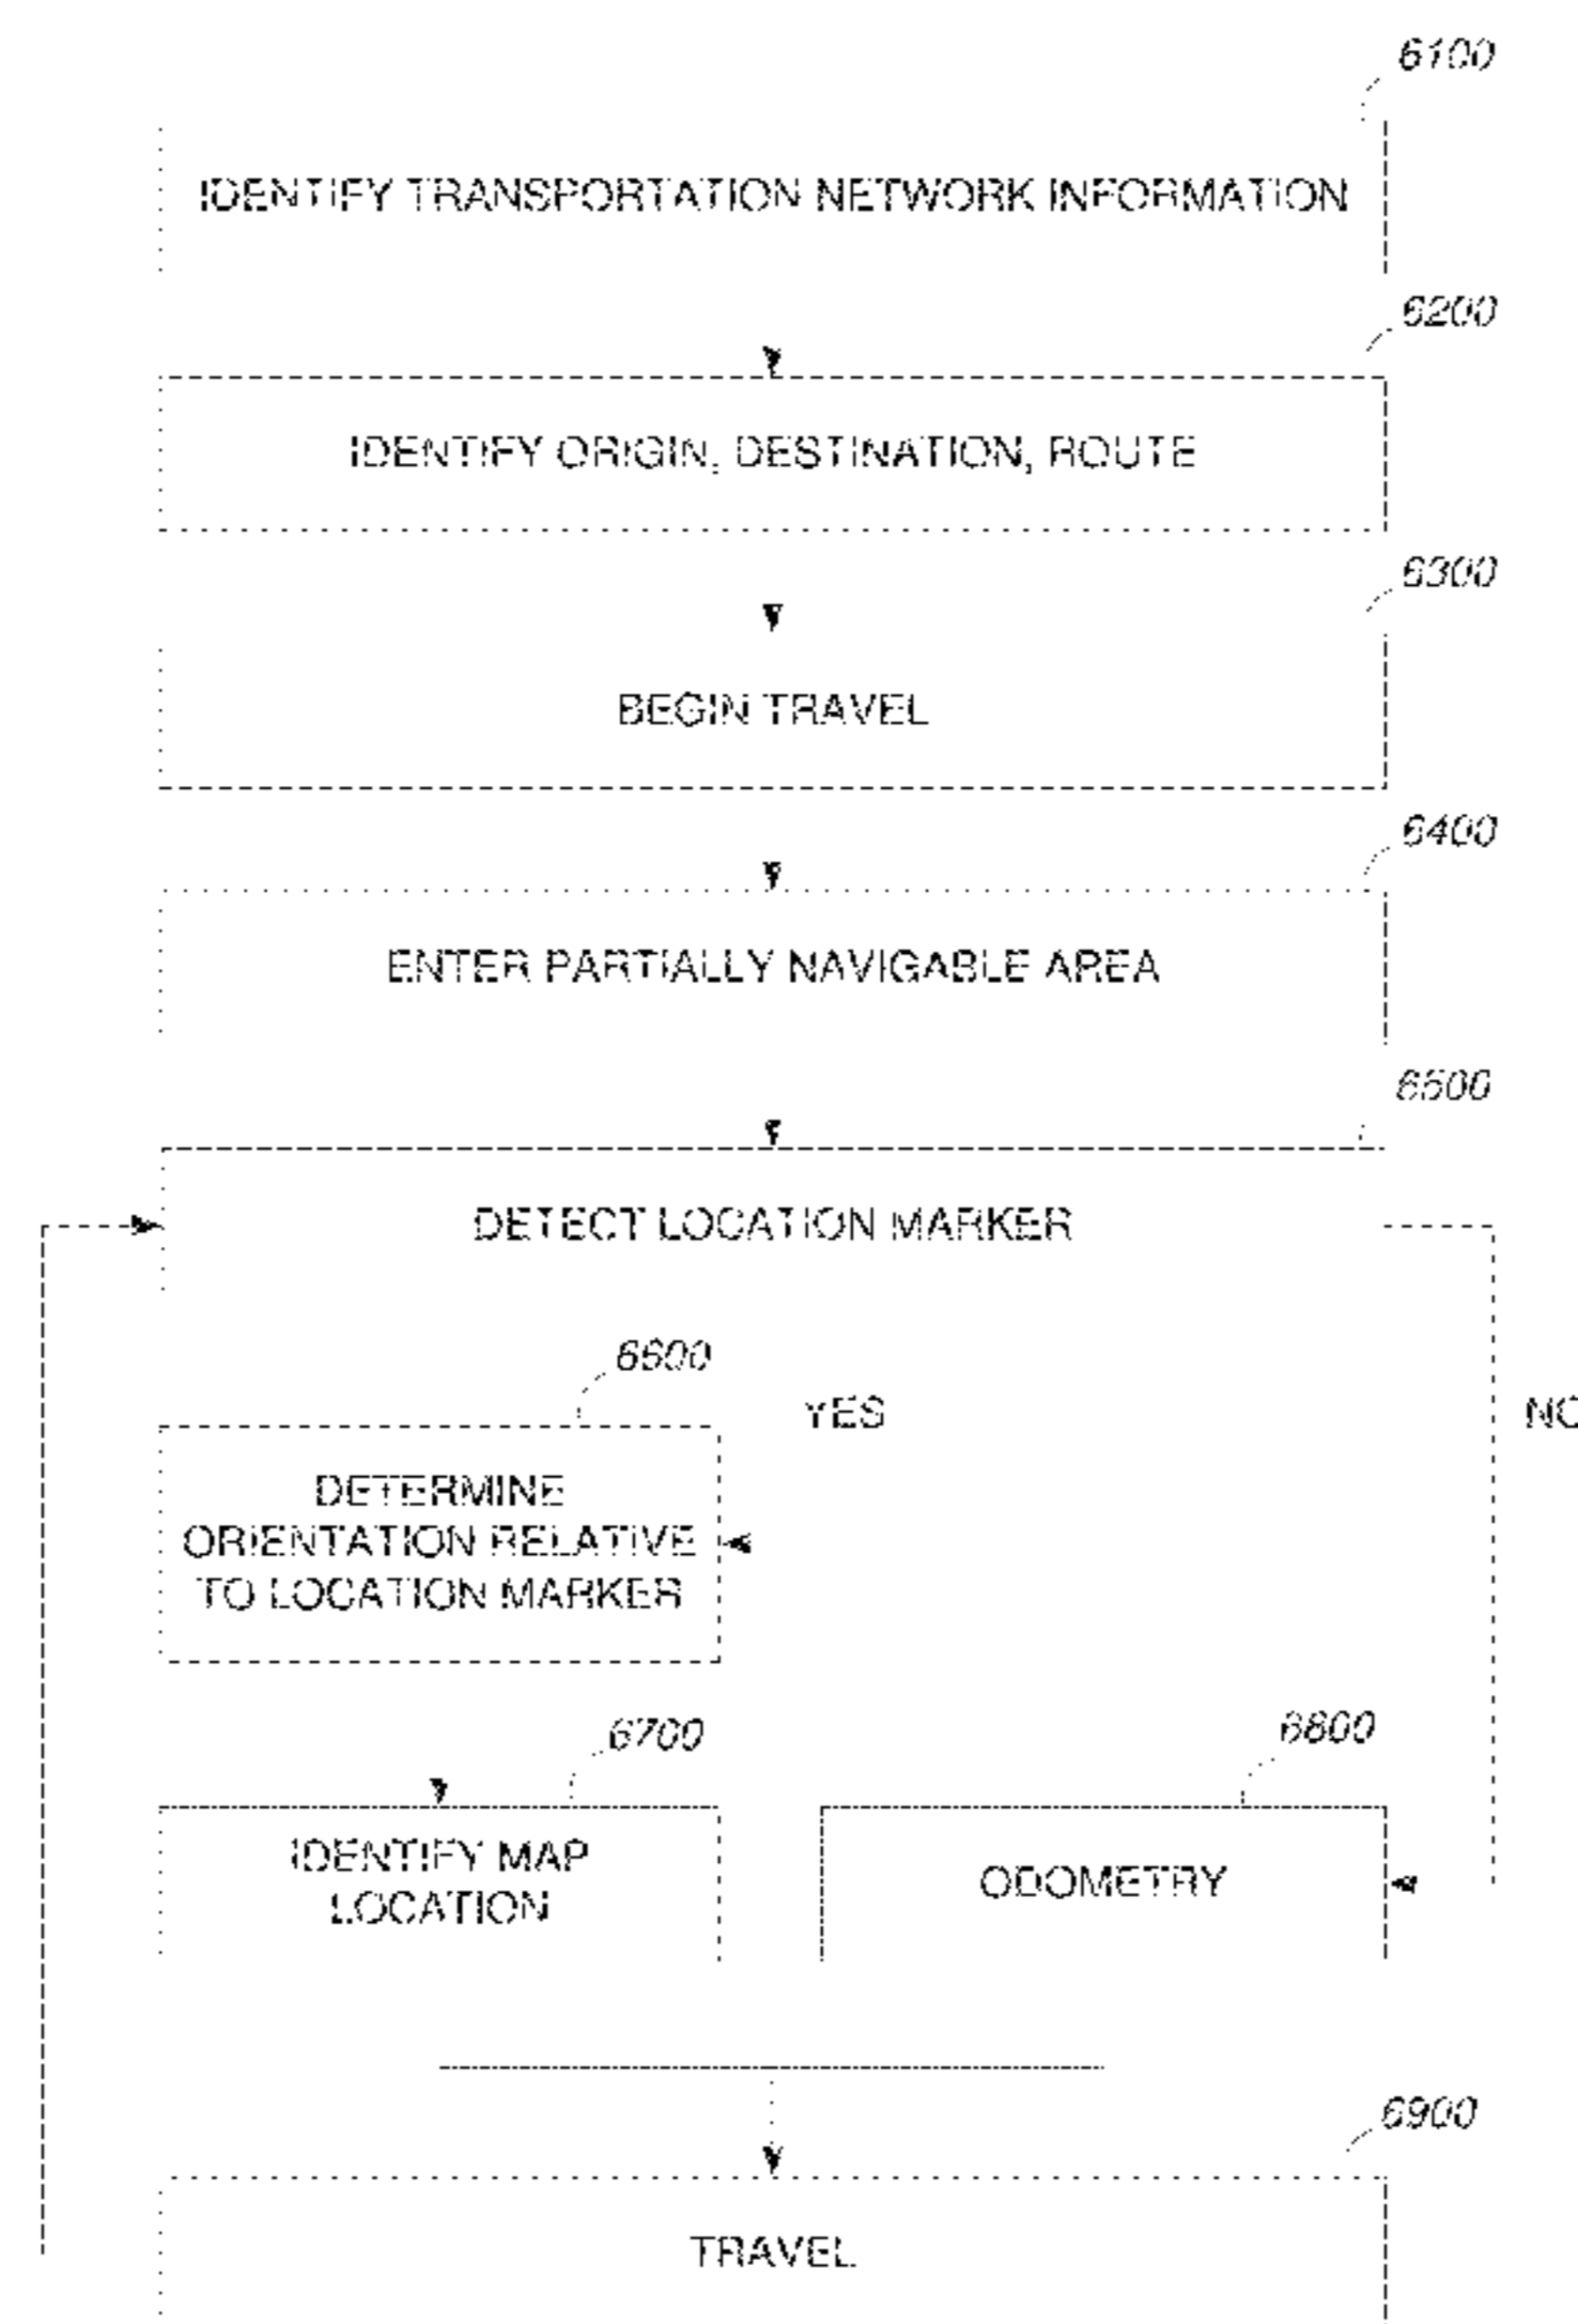 6100
IDENTIFY TRANSPORTATION NETWORK INFORMATION
6200
IDENTIFY ORIGIN, DESTINATION, ROUTE
6300
BEGIN TRAVEL
6400
ENTER PARTIALLY NAVIGABLE AREA
6500
DETECT LOCATION MARKER
6600
YES
NO
DETERMINE
ORIENTATION RELATIVE
TO LOCATION MARKER
6700
6800
IDENTIFY MAP
LOCATION
ODOMETRY
6900
TRAVEL